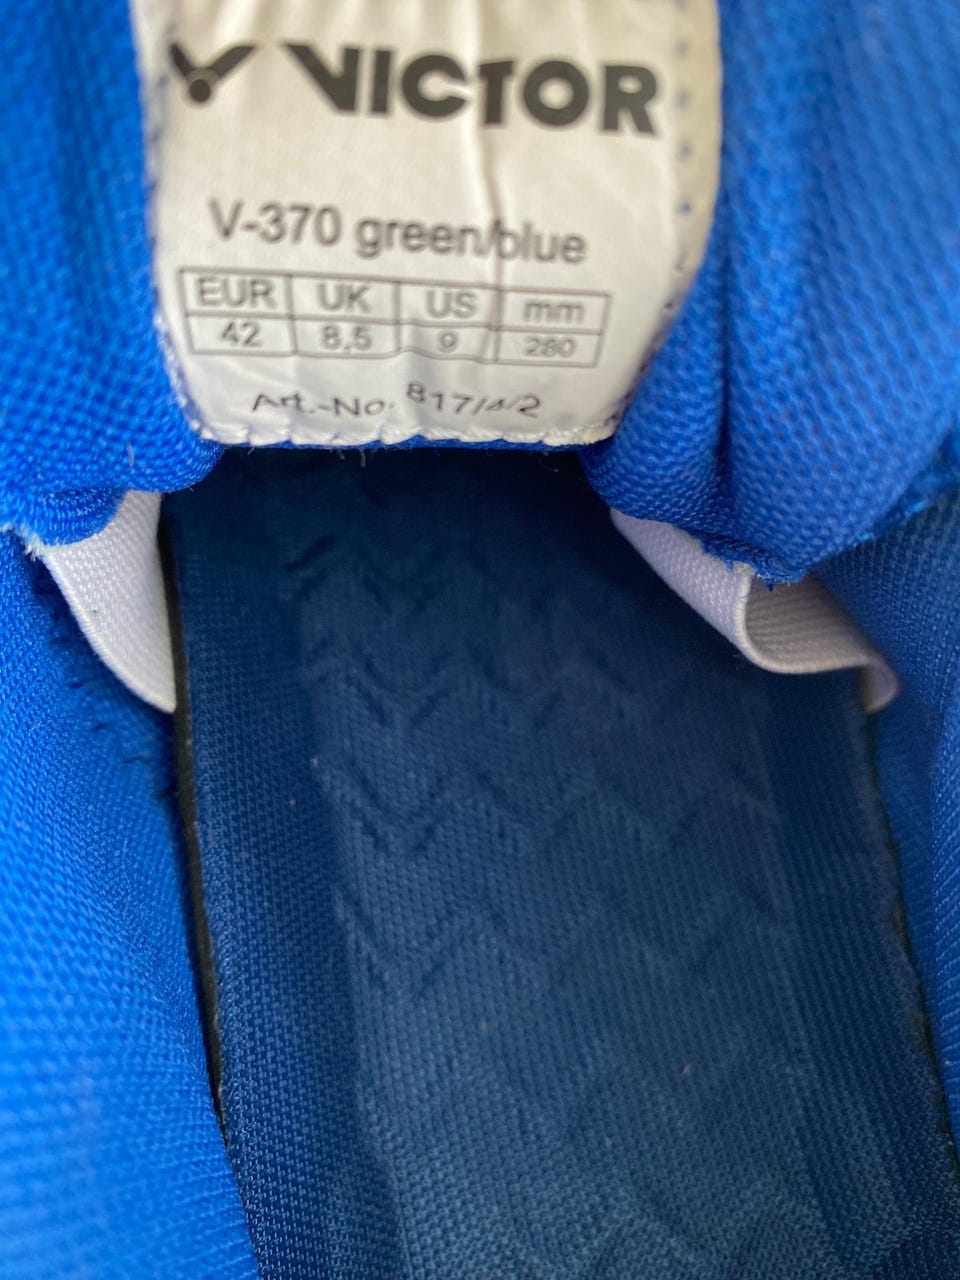 VICTOR
V-370 green/blue
EUR UK US mm
42 8,5 9 280
Art.-No. 817/4/2